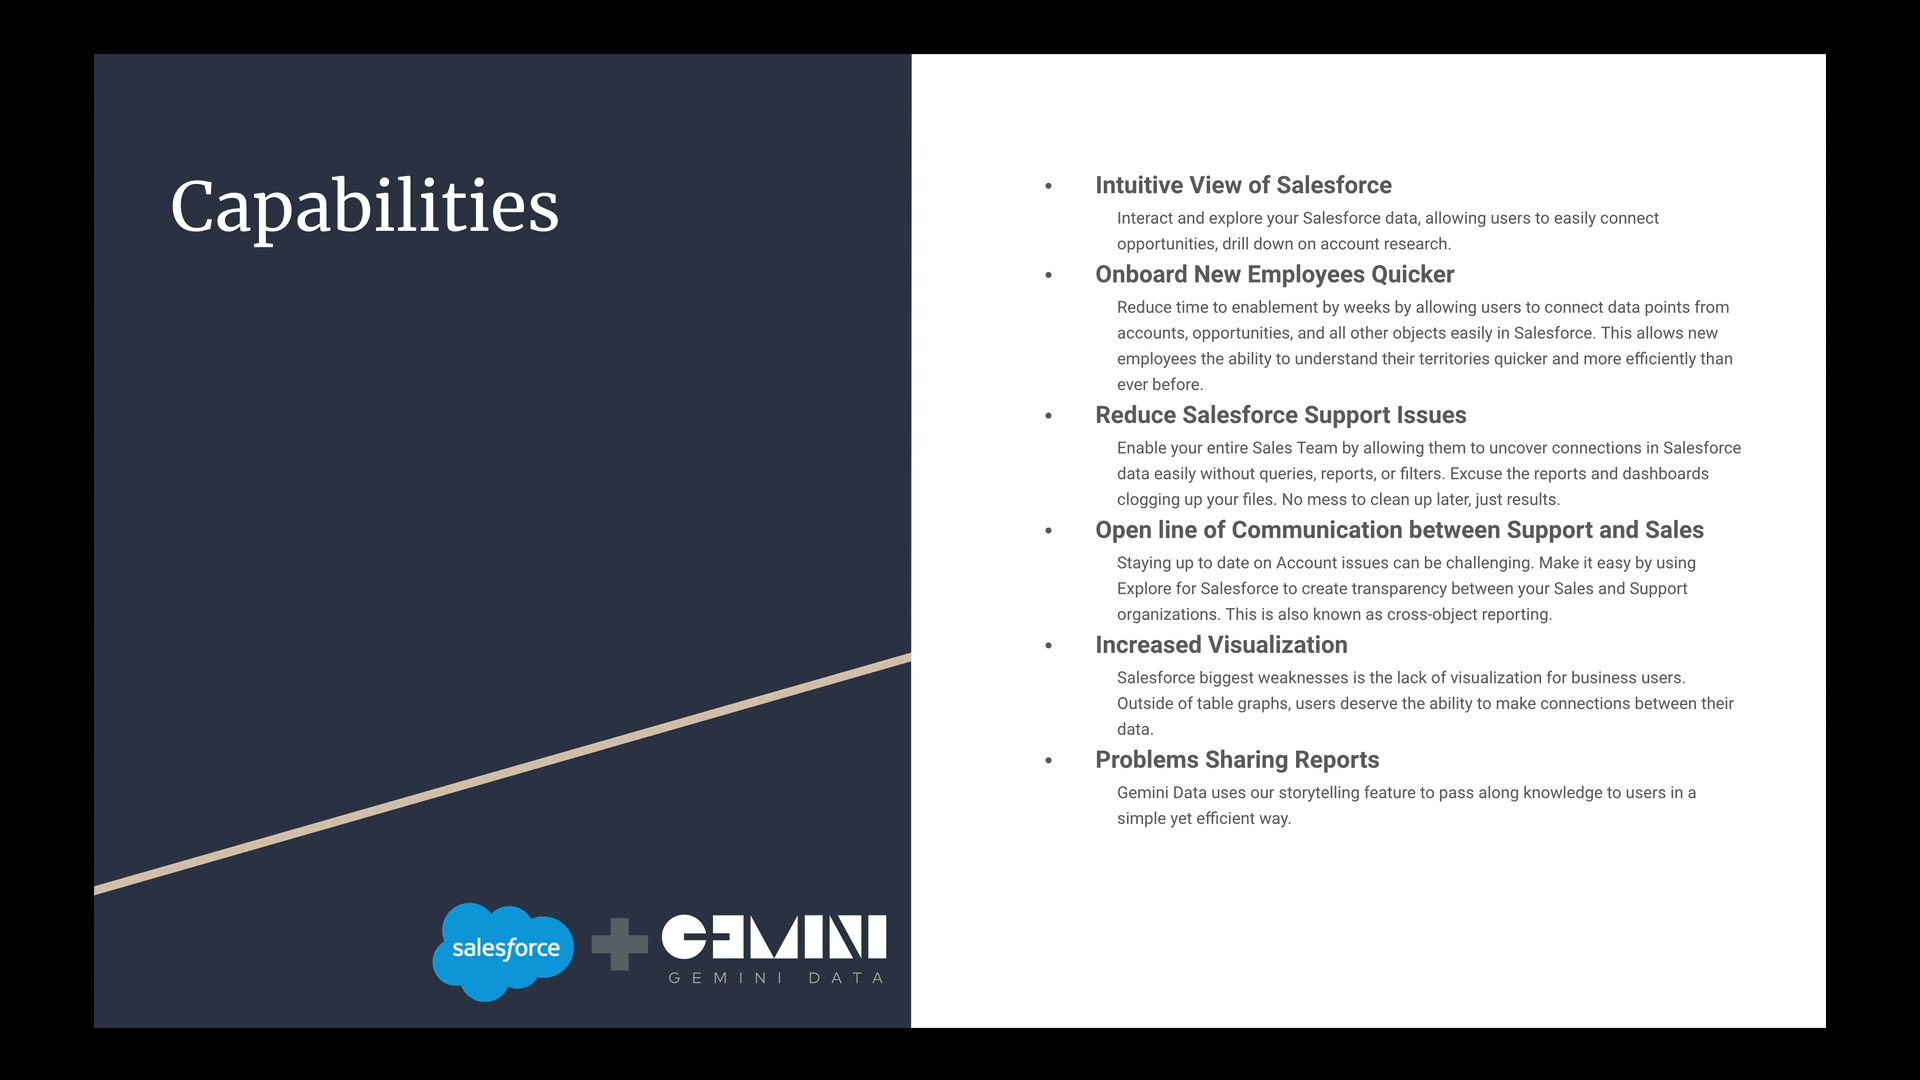 Capabilities
• Intuitive View of Salesforce
Interact and explore your Salesforce data, allowing users to easily connect
opportunities, drill down on account research.
• Onboard New Employees Quicker
Reduce time to enablement by weeks by allowing users to connect data points from
accounts, opportunities, and all other objects easily in Salesforce. This allows new
employees the ability to understand their territories quicker and more efficiently than
ever before.
• Reduce Salesforce Support Issues
Enable your entire Sales Team by allowing them to uncover connections in Salesforce
data easily without queries, reports, or filters. Excuse the reports and dashboards
clogging up your files. No mess to clean up later, just results.
• Open line of Communication between Support and Sales
Staying up to date on Account issues can be challenging. Make it easy by using
Explore for Salesforce to create transparency between your Sales and Support
organizations. This is also known as cross-object reporting.
• Increased Visualization
Salesforce biggest weaknesses is the lack of visualization for business users.
Outside of table graphs, users deserve the ability to make connections between their
data.
• Problems Sharing Reports
Gemini Data uses our storytelling feature to pass along knowledge to users in a
simple yet efficient way.
salesforce
GEMINI
GEMINI DATA